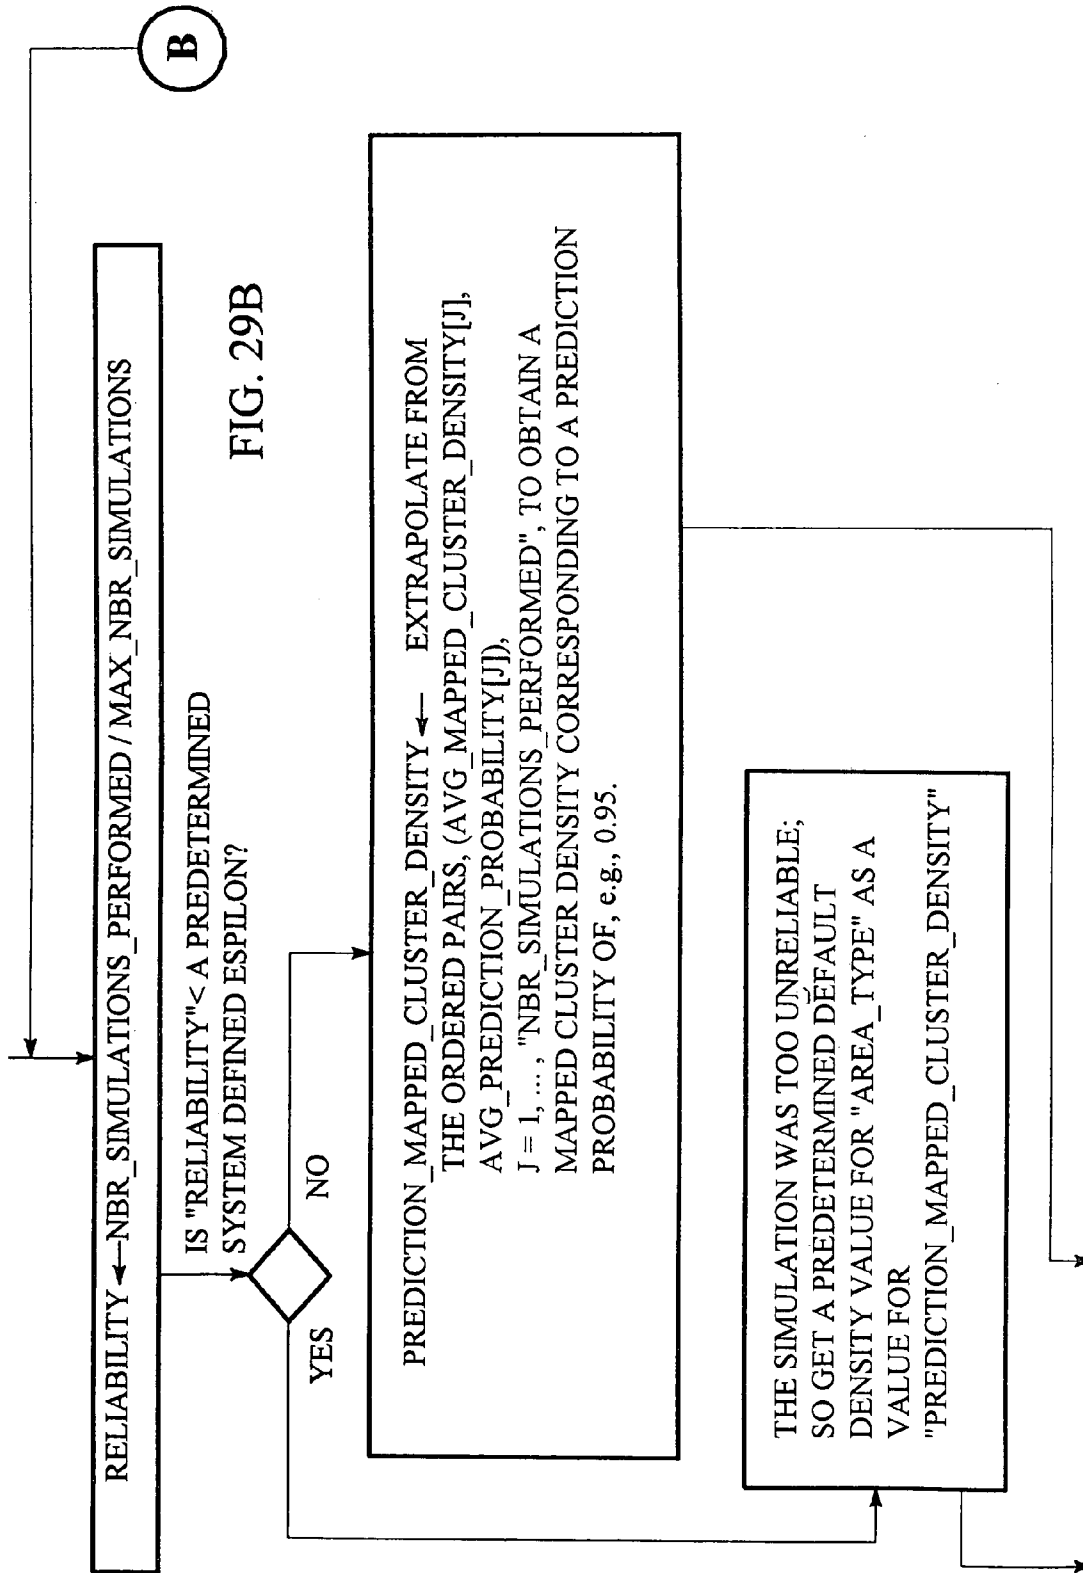 B
RELIABILITY ← NBR_SIMULATIONS_PERFORMED / MAX_NBR_SIMULATIONS
FIG. 29B
IS "RELIABILITY"< A PREDETERMINED
SYSTEM DEFINED ESPILON?
YES
NO
PREDICTION_MAPPED_CLUSTER_DENSITY ← EXTRAPOLATE FROM
THE ORDERED PAIRS, (AVG_MAPPED_CLUSTER_DENSITY[J],
AVG_PREDICTION_PROBABILITY[J]),
J = 1, ... , "NBR_SIMULATIONS_PERFORMED", TO OBTAIN A
MAPPED CLUSTER DENSITY CORRESPONDING TO A PREDICTION
PROBABILITY OF, e.g., 0.95.
THE SIMULATION WAS TOO UNRELIABLE;
SO GET A PREDETERMINED DEFAULT
DENSITY VALUE FOR "AREA_TYPE" AS A
VALUE FOR
"PREDICTION_MAPPED_CLUSTER_DENSITY"